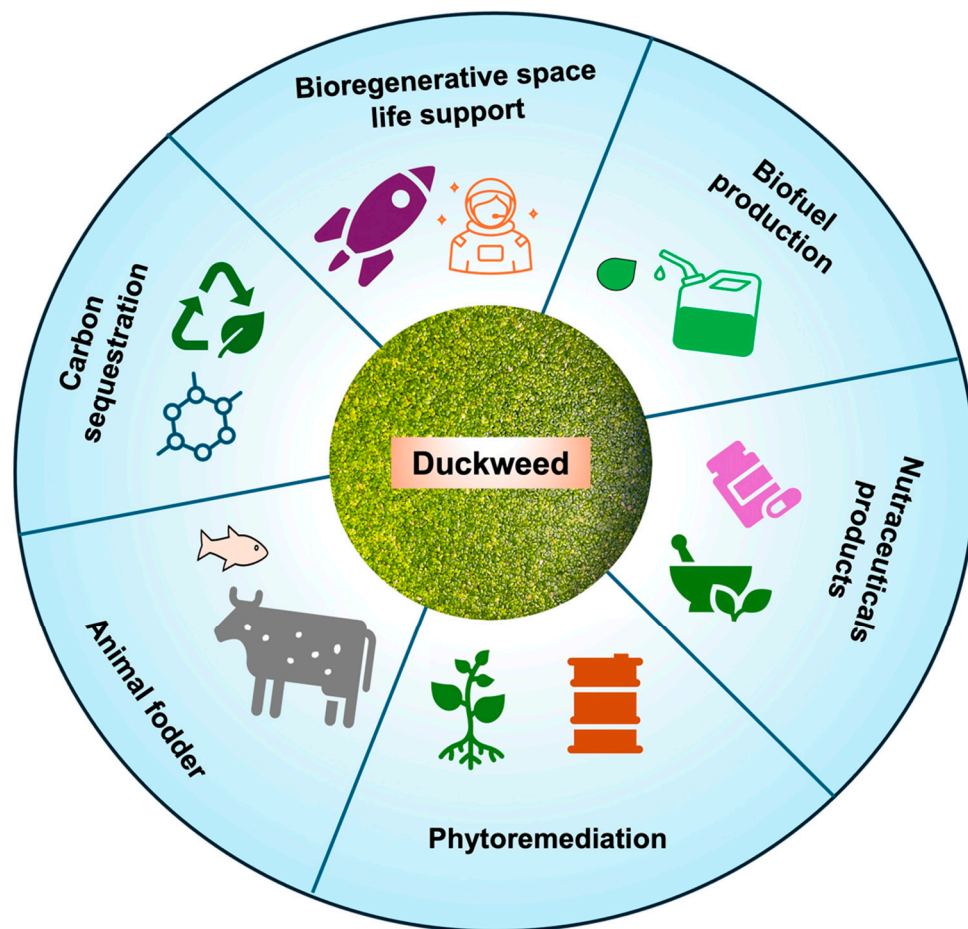 Bioregenerative space
life support
Biofuel
production
Nutraceuticals
products
Phytoremediation
Animal fodder
Carbon
sequestration
Duckweed